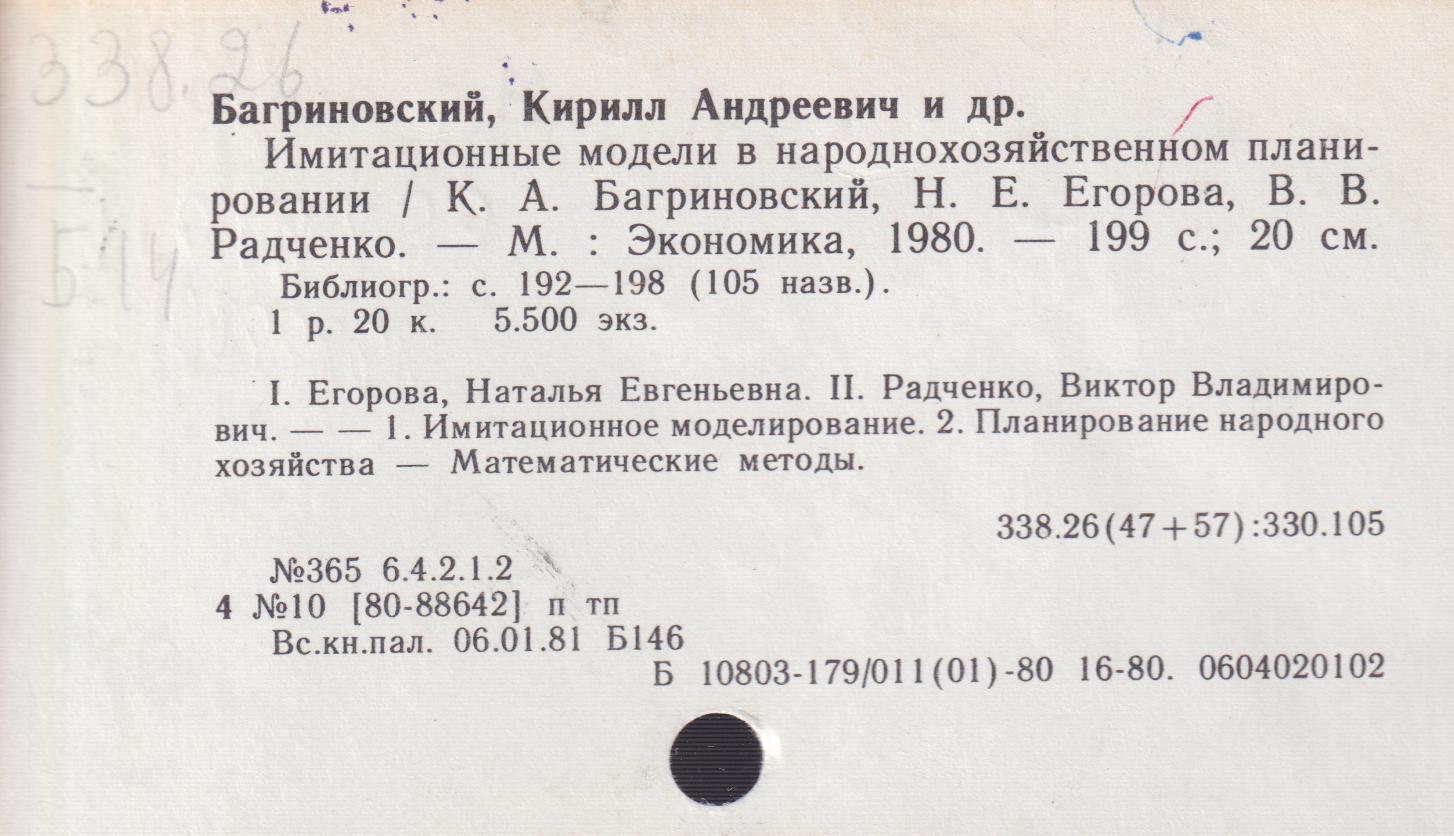 338.26
Б-14
Багриновский, Кирилл Андреевич и др.
Имитационные модели в народнохозяйственном плани-
ровании / К. А. Багриновский, Н. Е. Егорова, В. В.
Радченко. — М. : Экономика, 1980. — 199 с.; 20 см.
Библиогр.: с. 192—198 (105 назв.).
1 р. 20 к. 5.500 экз.
I. Егорова, Наталья Евгеньевна. II. Радченко, Виктор Владимиро-
вич. — — 1. Имитационное моделирование. 2. Планирование народного
хозяйства — Математические методы.
338.26(47+57):330.105
№365 6.4.2.1.2
4 №10 [80-88642] п тп
Вс.кн.пал. 06.01.81 Б146
Б 10803-179/011(01)-80 16-80. 0604020102